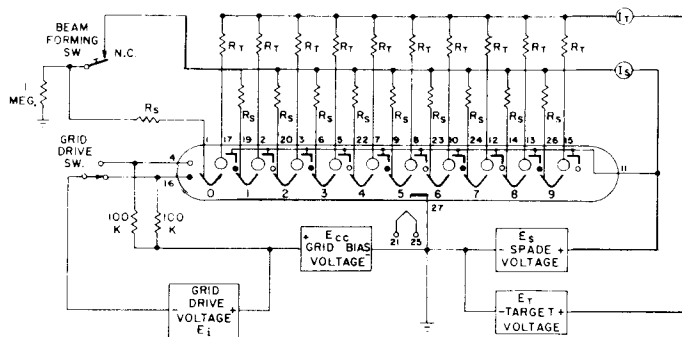 BEAM FORMING SW.
N.C.
I_T
I_S
R_T R_T R_T R_T R_T R_T R_T R_T R_T R_T
1 MEG.
R_S
R_S R_S R_S R_S R_S R_S R_S R_S R_S
GRID DRIVE SW.
1 17 19 2 20 3 6 5 22 7 19 8 23 10 24 12 14 13 26 15
4
16
11
0 1 2 3 4 5 6 7 8 9
27
21 25
100 K
100 K
+ E_CC
GRID BIAS
VOLTAGE -
E_S
- SPADE +
VOLTAGE
GRID
DRIVE
- VOLTAGE +
E_i
E_T
- TARGET +
VOLTAGE